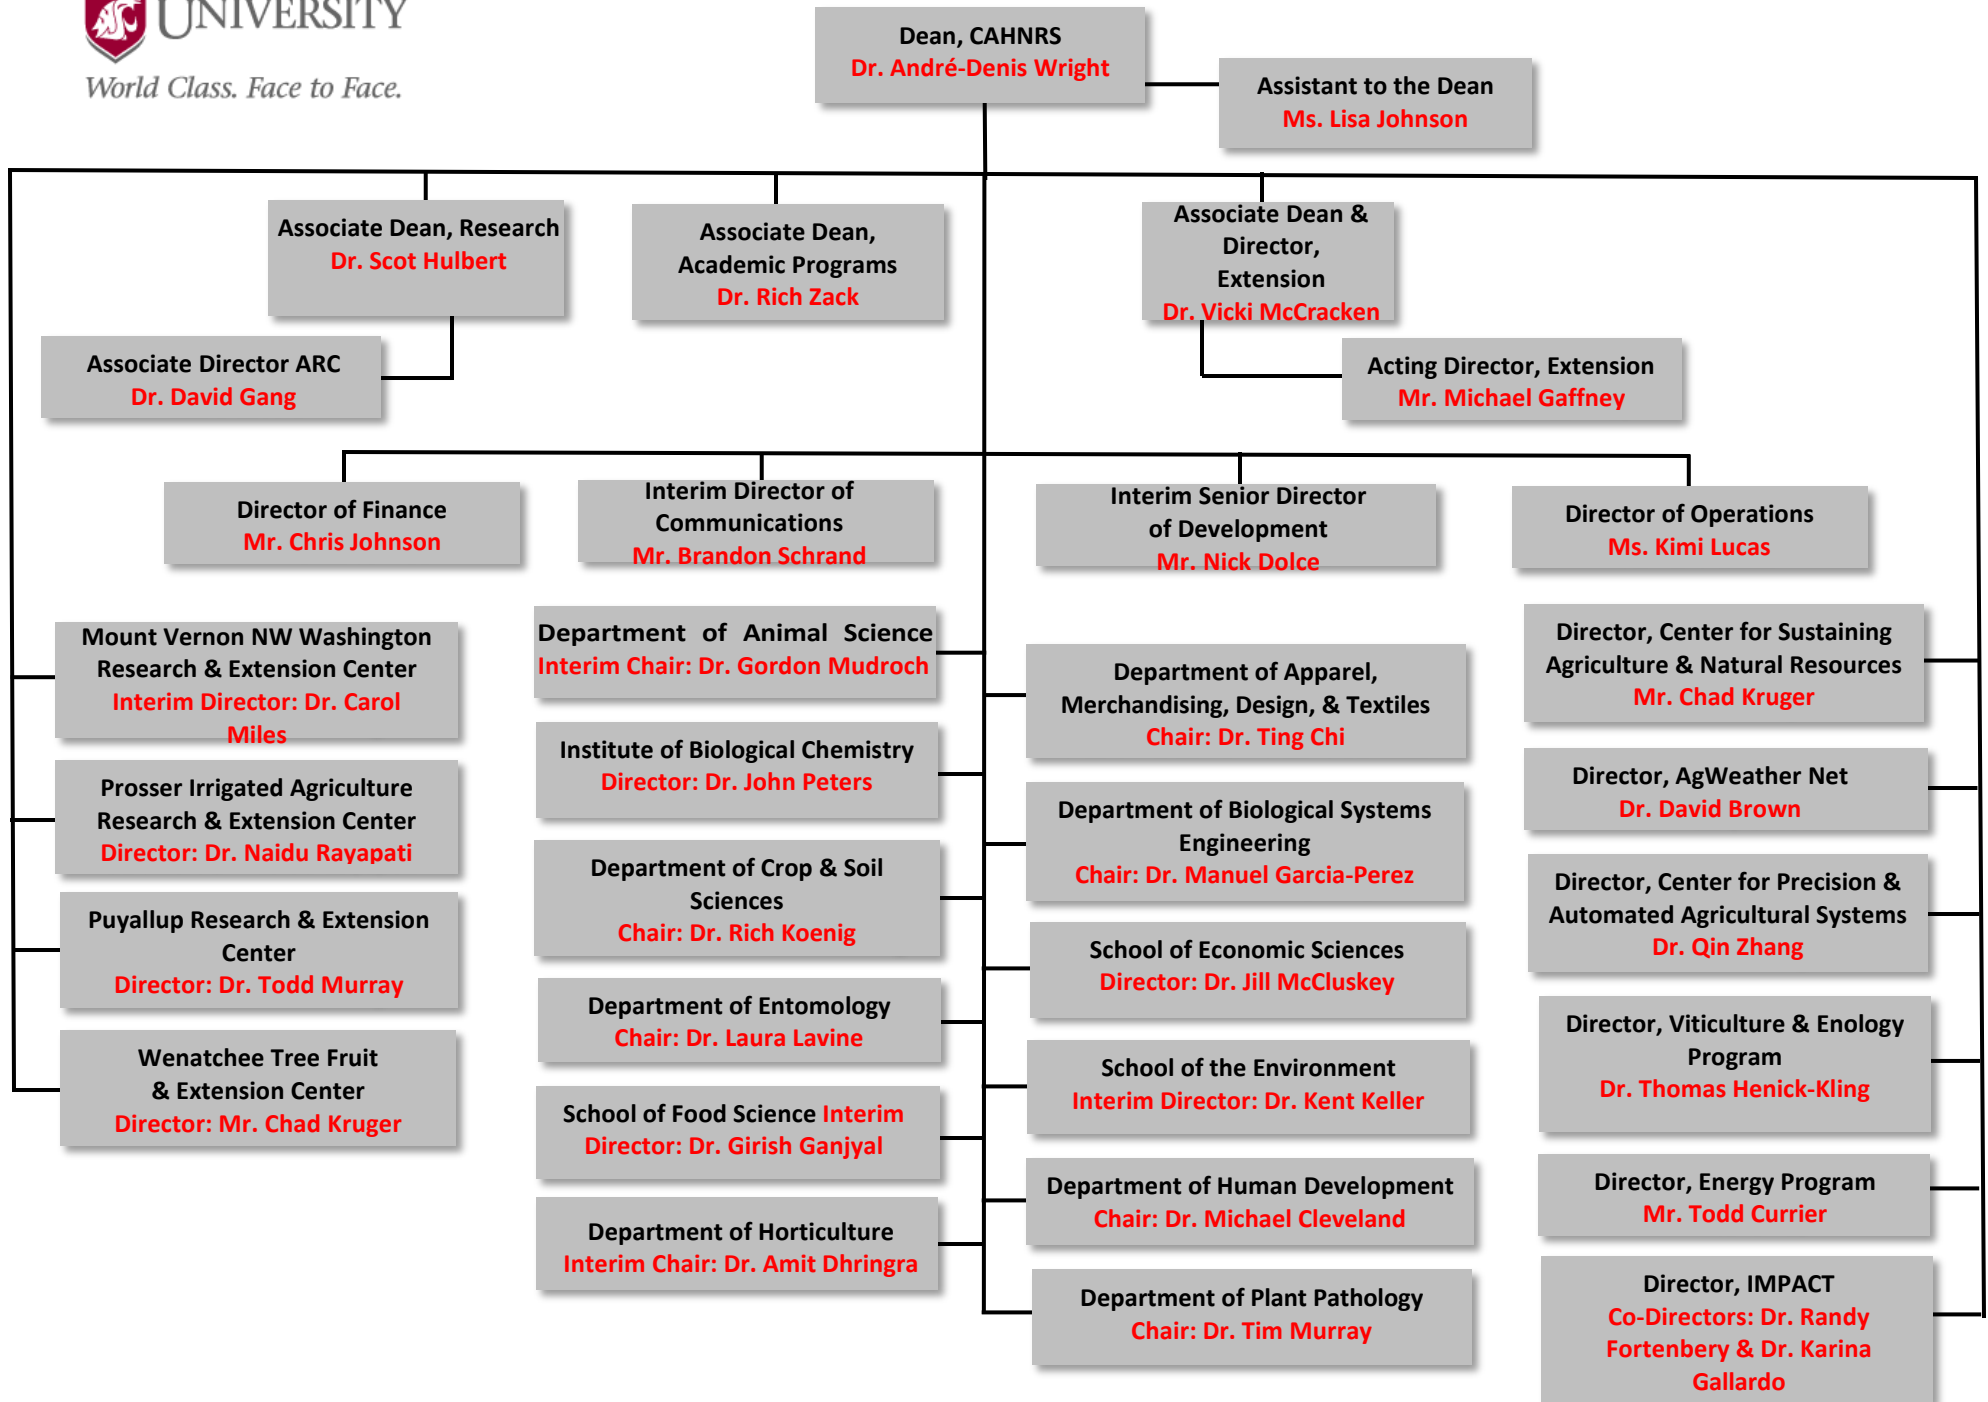 UNIVERSITY
World Class. Face to Face.
Dean, CAHNRS
Dr. André-Denis Wright
Assistant to the Dean
Ms. Lisa Johnson
Associate Dean, Research
Dr. Scot Hulbert
Associate Dean,
Academic Programs
Dr. Rich Zack
Associate Dean &
Director,
Extension
Dr. Vicki McCracken
Associate Director ARC
Dr. David Gang
Acting Director, Extension
Mr. Michael Gaffney
Director of Finance
Mr. Chris Johnson
Interim Director of
Communications
Mr. Brandon Schrand
Interim Senior Director
of Development
Mr. Nick Dolce
Director of Operations
Ms. Kimi Lucas
Mount Vernon NW Washington
Research & Extension Center
Interim Director: Dr. Carol
Miles
Prosser Irrigated Agriculture
Research & Extension Center
Director: Dr. Naidu Rayapati
Puyallup Research & Extension
Center
Director: Dr. Todd Murray
Wenatchee Tree Fruit
& Extension Center
Director: Mr. Chad Kruger
Department of Animal Science
Interim Chair: Dr. Gordon Mudroch
Institute of Biological Chemistry
Director: Dr. John Peters
Department of Crop & Soil
Sciences
Chair: Dr. Rich Koenig
Department of Entomology
Chair: Dr. Laura Lavine
School of Food Science Interim
Director: Dr. Girish Ganjyal
Department of Horticulture
Interim Chair: Dr. Amit Dhringra
Department of Apparel,
Merchandising, Design, & Textiles
Chair: Dr. Ting Chi
Department of Biological Systems
Engineering
Chair: Dr. Manuel Garcia-Perez
School of Economic Sciences
Director: Dr. Jill McCluskey
School of the Environment
Interim Director: Dr. Kent Keller
Department of Human Development
Chair: Dr. Michael Cleveland
Department of Plant Pathology
Chair: Dr. Tim Murray
Director, Center for Sustaining
Agriculture & Natural Resources
Mr. Chad Kruger
Director, AgWeather Net
Dr. David Brown
Director, Center for Precision &
Automated Agricultural Systems
Dr. Qin Zhang
Director, Viticulture & Enology
Program
Dr. Thomas Henick-Kling
Director, Energy Program
Mr. Todd Currier
Director, IMPACT
Co-Directors: Dr. Randy
Fortenbery & Dr. Karina
Gallardo